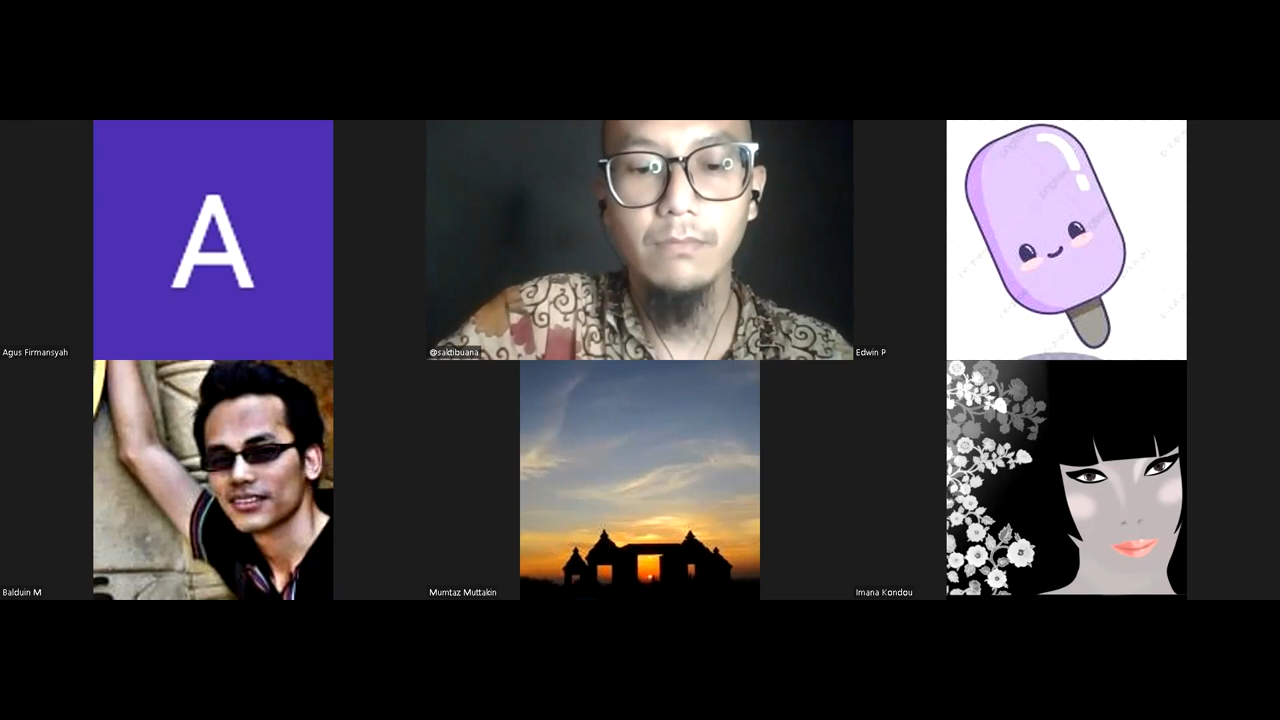 A
Agus Firmansyah
@saktibuana
Edwin P
Balduin M
Mumtaz Muttakin
Imana Kondou